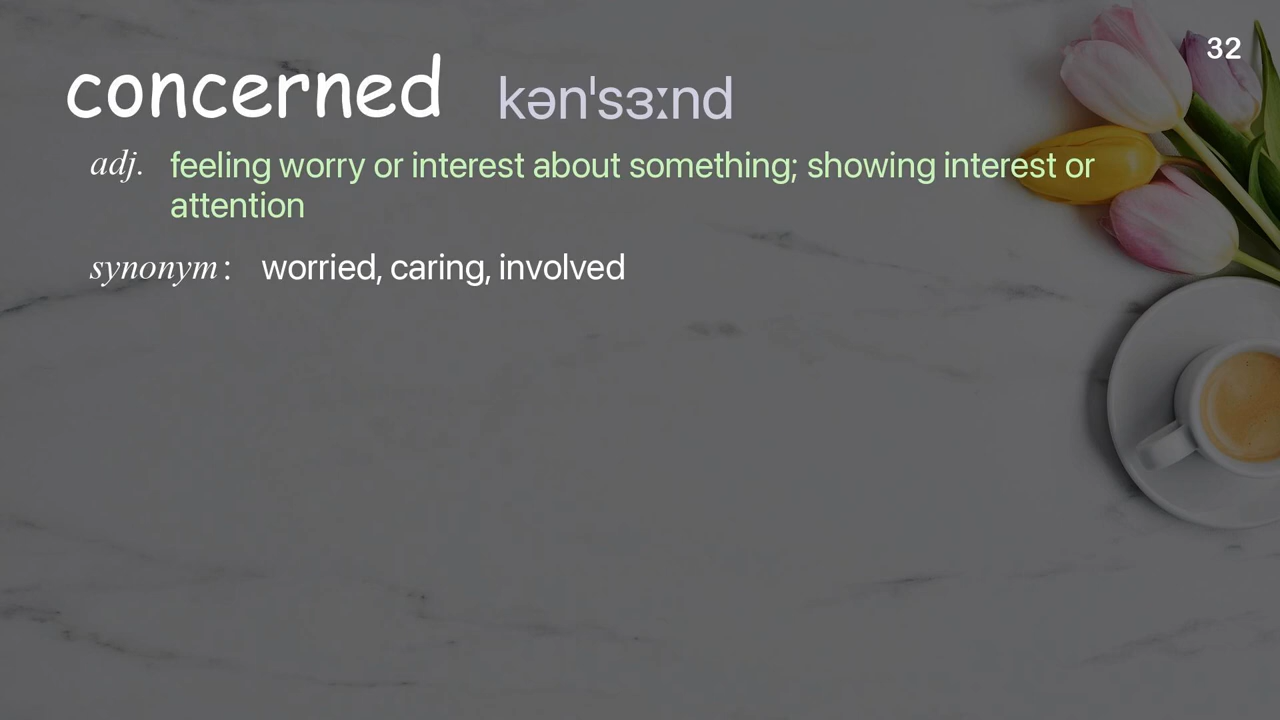 32
concerned kən'sɜːnd
adj. feeling worry or interest about something; showing interest or
attention
synonym: worried, caring, involved